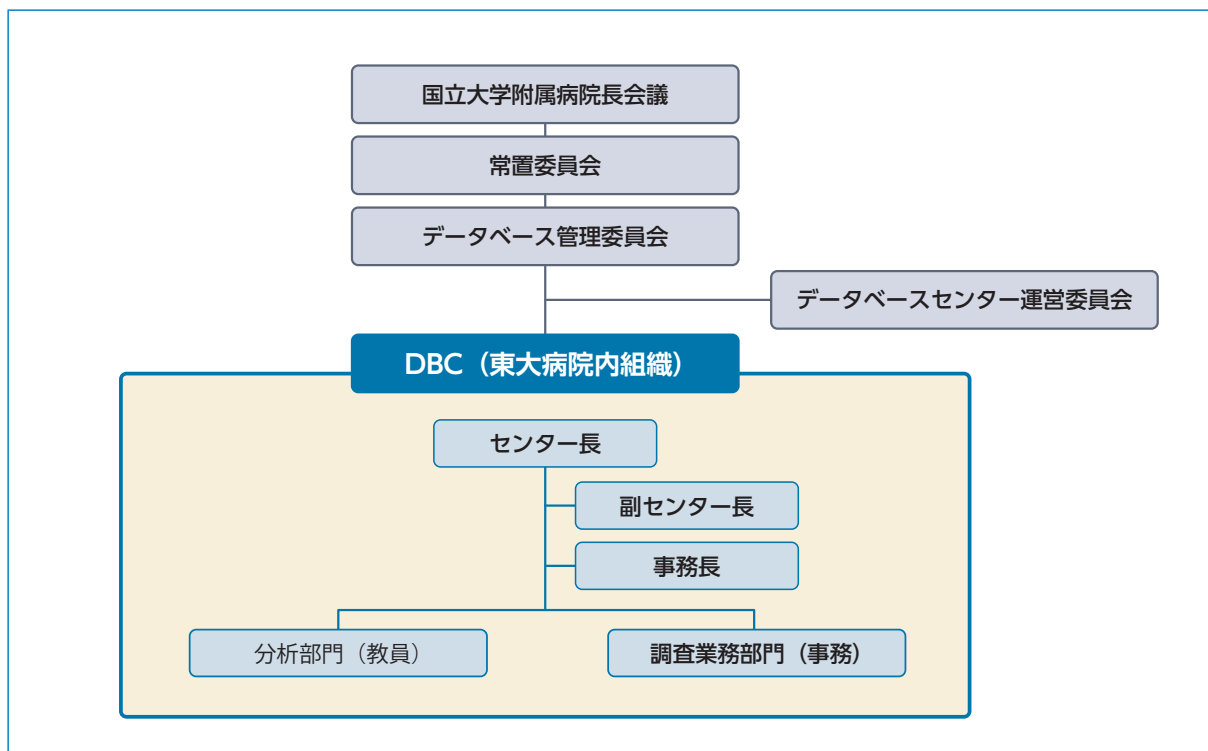 国立大学附属病院長会議
常置委員会
データベース管理委員会
データベースセンター運営委員会
DBC（東大病院内組織）
センター長
副センター長
事務長
分析部門（教員）
調査業務部門（事務）